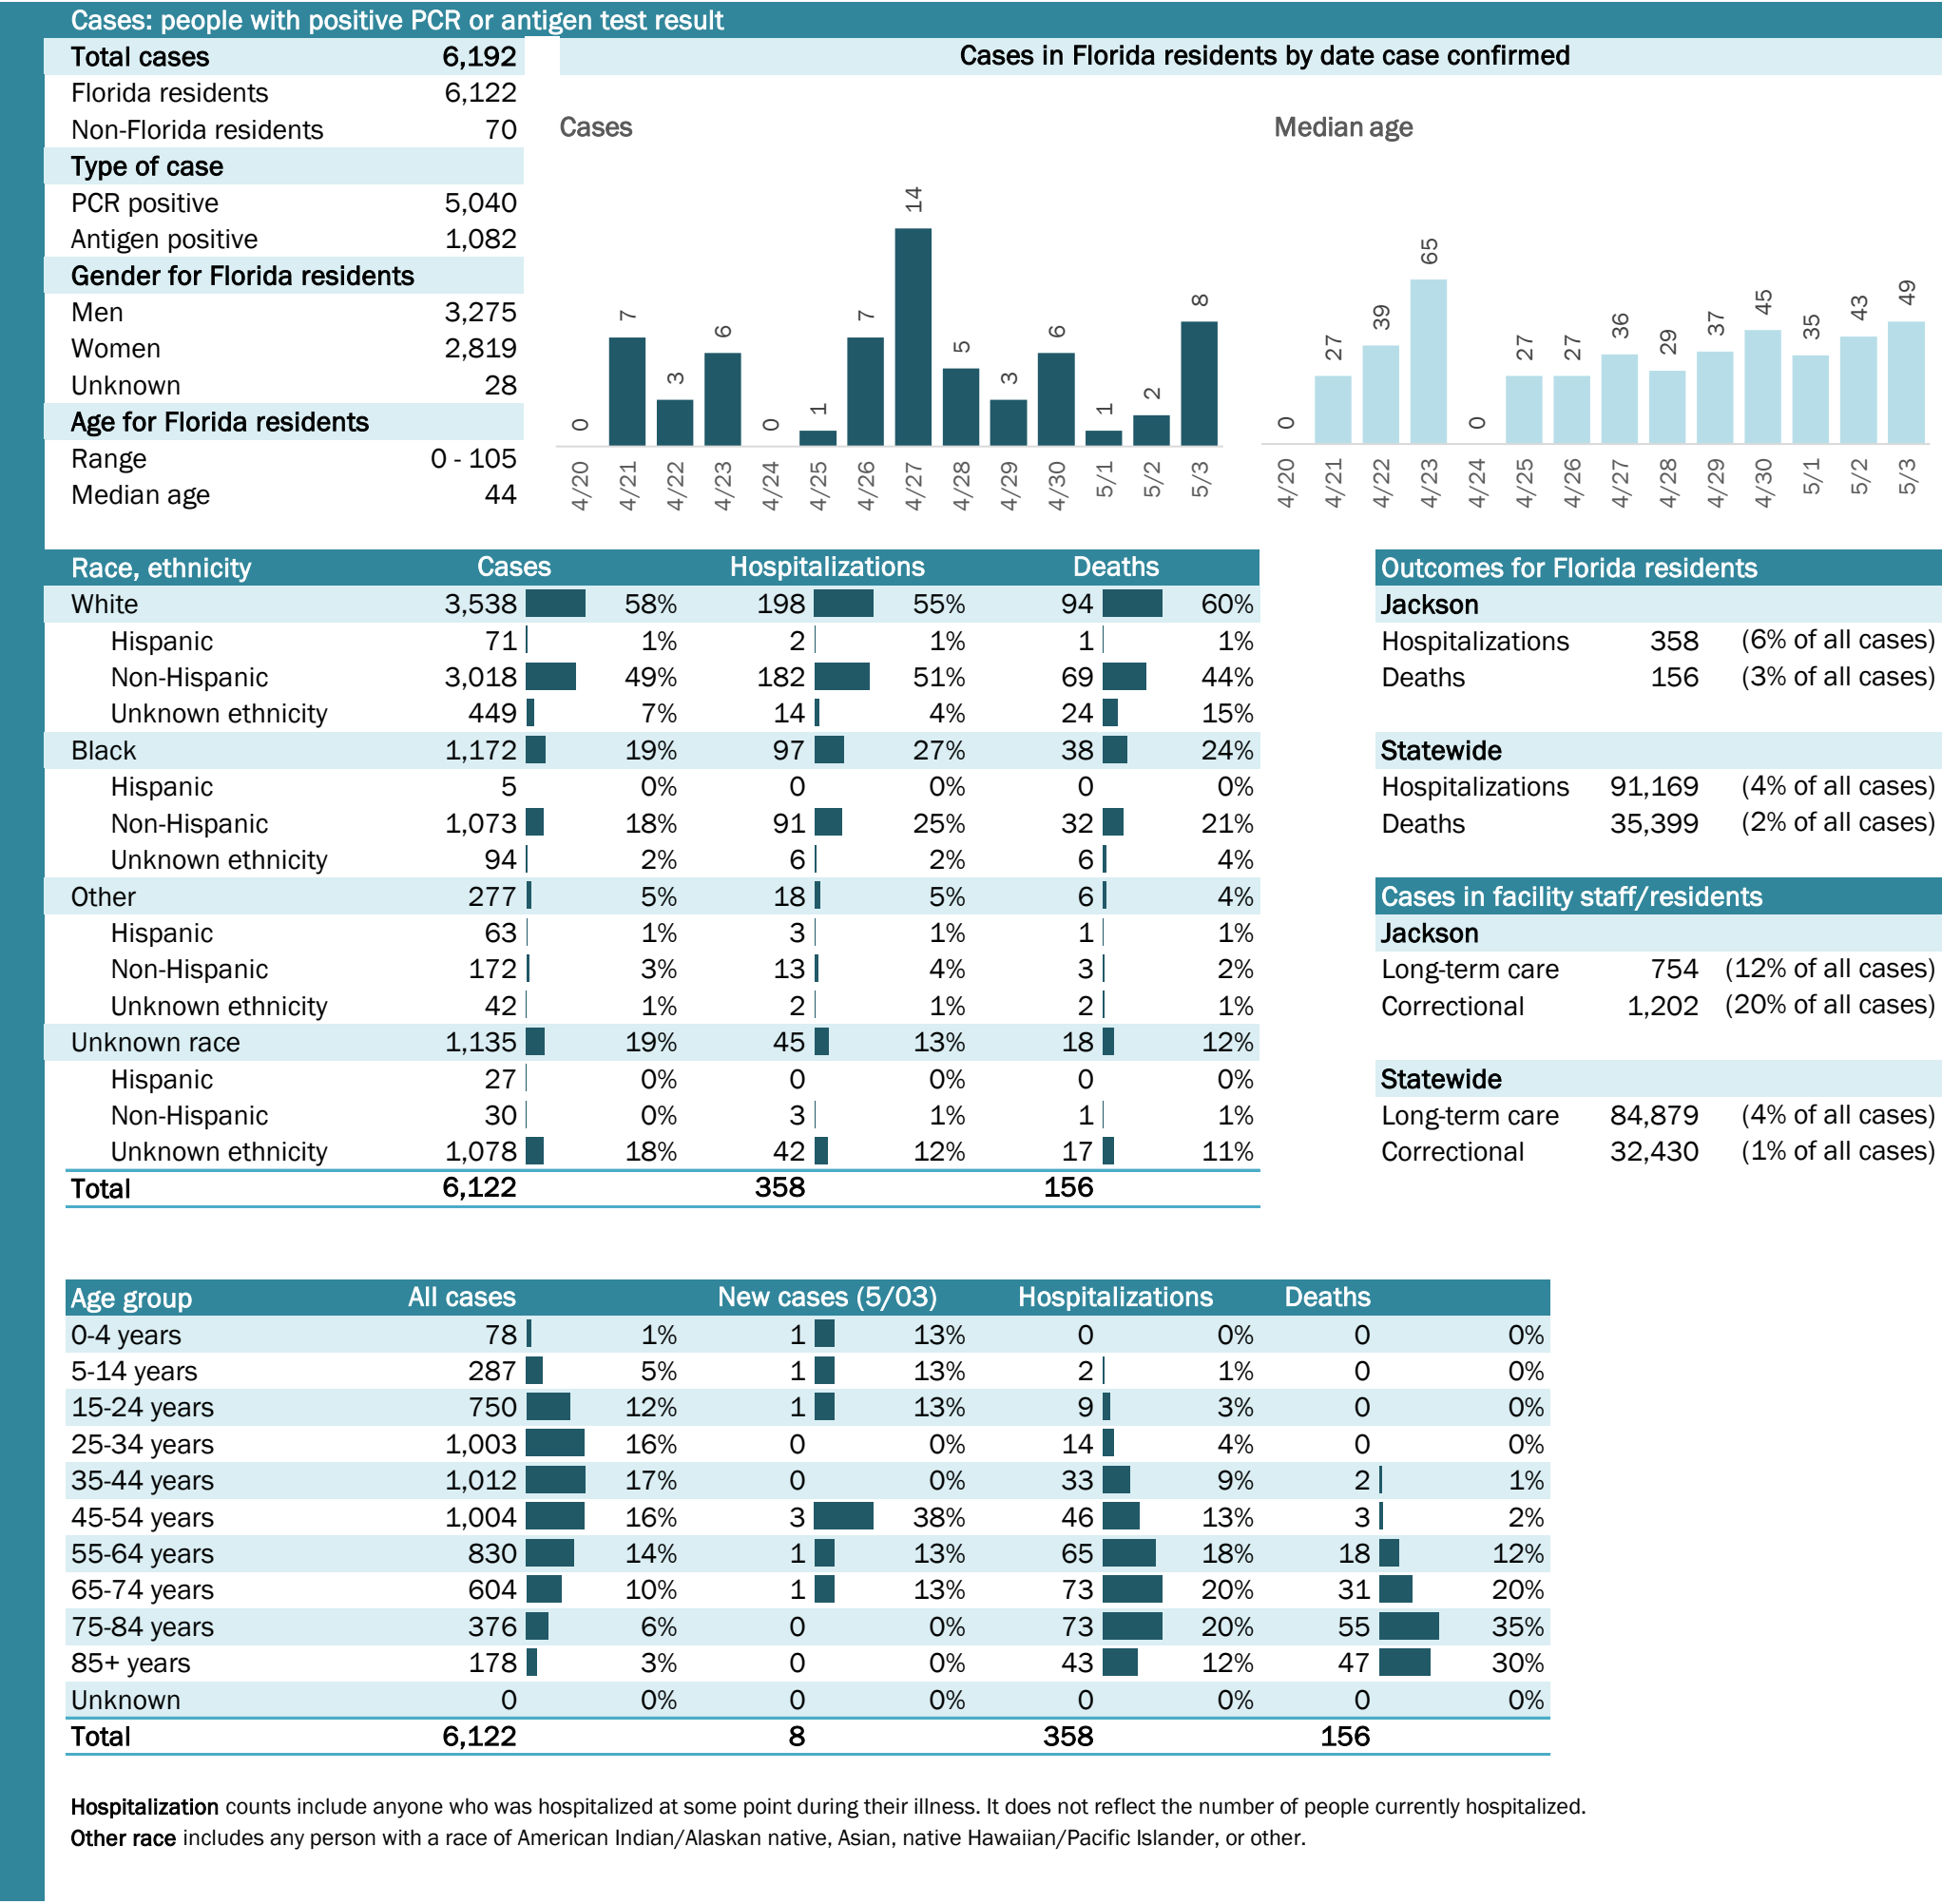 Cases: people with positive PCR or antigen test result
Total cases 6,192
Florida residents 6,122
Non-Florida residents 70
Type of case
PCR positive 5,040
Antigen positive 1,082
Gender for Florida residents
Men 3,275
Women 2,819
Unknown 28
Age for Florida residents
Range 0 - 105
Median age 44
Cases in Florida residents by date case confirmed
Cases
0 7 3 6 0 1 7 14 5 3 6 1 2 8
4/20 4/21 4/22 4/23 4/24 4/25 4/26 4/27 4/28 4/29 4/30 5/1 5/2 5/3
Median age
0 27 39 65 0 27 27 36 29 37 45 35 43 49
4/20 4/21 4/22 4/23 4/24 4/25 4/26 4/27 4/28 4/29 4/30 5/1 5/2 5/3
Race, ethnicity Cases Hospitalizations Deaths
White 3,538 58% 198 55% 94 60%
Hispanic 71 1% 2 1% 1 1%
Non-Hispanic 3,018 49% 182 51% 69 44%
Unknown ethnicity 449 7% 14 4% 24 15%
Black 1,172 19% 97 27% 38 24%
Hispanic 5 0% 0 0% 0 0%
Non-Hispanic 1,073 18% 91 25% 32 21%
Unknown ethnicity 94 2% 6 2% 6 4%
Other 277 5% 18 5% 6 4%
Hispanic 63 1% 3 1% 1 1%
Non-Hispanic 172 3% 13 4% 3 2%
Unknown ethnicity 42 1% 2 1% 2 1%
Unknown race 1,135 19% 45 13% 18 12%
Hispanic 27 0% 0 0% 0 0%
Non-Hispanic 30 0% 3 1% 1 1%
Unknown ethnicity 1,078 18% 42 12% 17 11%
Total 6,122 358 156
Outcomes for Florida residents
Jackson
Hospitalizations 358 (6% of all cases)
Deaths 156 (3% of all cases)
Statewide
Hospitalizations 91,169 (4% of all cases)
Deaths 35,399 (2% of all cases)
Cases in facility staff/residents
Jackson
Long-term care 754 (12% of all cases)
Correctional 1,202 (20% of all cases)
Statewide
Long-term care 84,879 (4% of all cases)
Correctional 32,430 (1% of all cases)
Age group All cases New cases (5/03) Hospitalizations Deaths
0-4 years 78 1% 1 13% 0 0% 0 0%
5-14 years 287 5% 1 13% 2 1% 0 0%
15-24 years 750 12% 1 13% 9 3% 0 0%
25-34 years 1,003 16% 0 0% 14 4% 0 0%
35-44 years 1,012 17% 0 0% 33 9% 2 1%
45-54 years 1,004 16% 3 38% 46 13% 3 2%
55-64 years 830 14% 1 13% 65 18% 18 12%
65-74 years 604 10% 1 13% 73 20% 31 20%
75-84 years 376 6% 0 0% 73 20% 55 35%
85+ years 178 3% 0 0% 43 12% 47 30%
Unknown 0 0% 0 0% 0 0% 0 0%
Total 6,122 8 358 156
Hospitalization counts include anyone who was hospitalized at some point during their illness. It does not reflect the number of people currently hospitalized.
Other race includes any person with a race of American Indian/Alaskan native, Asian, native Hawaiian/Pacific Islander, or other.